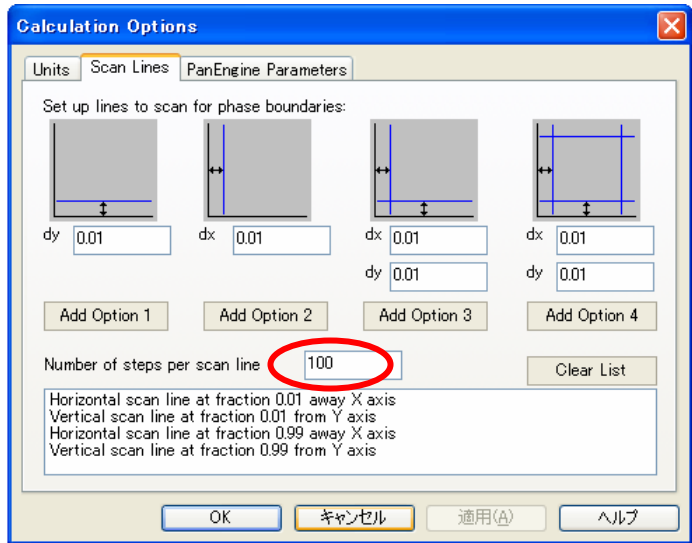 Calculation Options
Units Scan Lines PanEngine Parameters
Set up lines to scan for phase boundaries:
dy 0.01 dx 0.01 dx 0.01 dx 0.01
dy 0.01 dy 0.01
Add Option 1 Add Option 2 Add Option 3 Add Option 4
Number of steps per scan line 100 Clear List
Horizontal scan line at fraction 0.01 away X axis
Vertical scan line at fraction 0.01 from Y axis
Horizontal scan line at fraction 0.99 away X axis
Vertical scan line at fraction 0.99 from Y axis
OK キャンセル 適用(A) ヘルプ